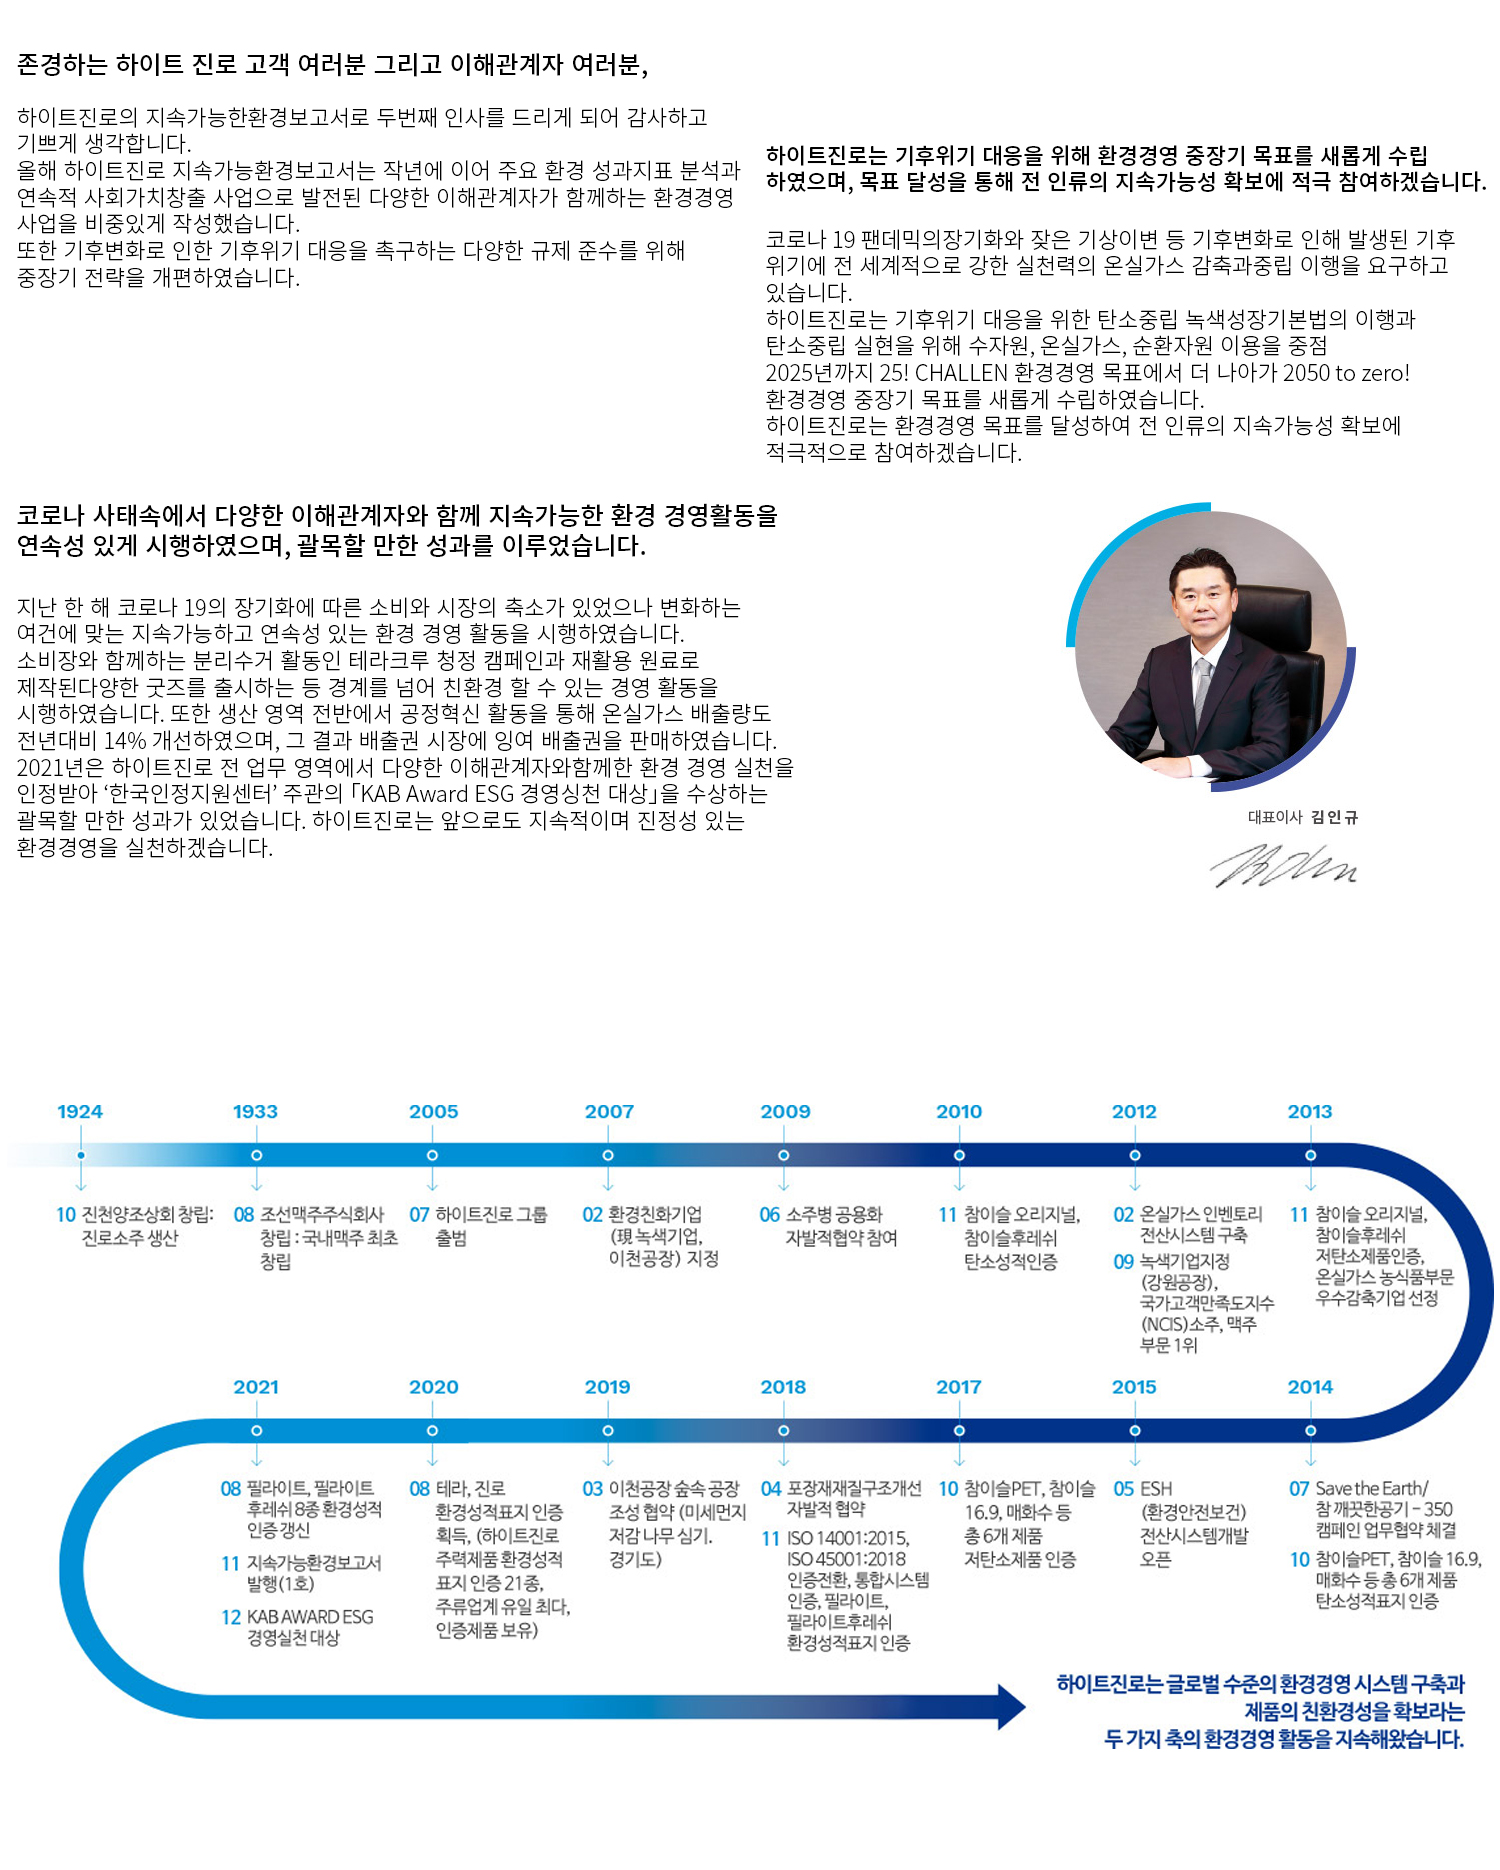 존경하는 하이트 진로 고객 여러분 그리고 이해관계자 여러분,
하이트진로의 지속가능한환경보고서로 두번째 인사를 드리게 되어 감사하고
기쁘게 생각합니다.
올해 하이트진로 지속가능환경보고서는 작년에 이어 주요 환경 성과지표 분석과
연속적 사회가치창출 사업으로 발전된 다양한 이해관계자가 함께하는 환경경영
사업을 비중있게 작성했습니다.
또한 기후변화로 인한 기후위기 대응을 촉구하는 다양한 규제 준수를 위해
중장기 전략을 개편하였습니다.
하이트진로는 기후위기 대응을 위해 환경경영 중장기 목표를 새롭게 수립
하였으며, 목표 달성을 통해 전 인류의 지속가능성 확보에 적극 참여하겠습니다.
코로나 19 팬데믹의장기화와 잦은 기상이변 등 기후변화로 인해 발생된 기후
위기에 전 세계적으로 강한 실천력의 온실가스 감축과중립 이행을 요구하고
있습니다.
하이트진로는 기후위기 대응을 위한 탄소중립 녹색성장기본법의 이행과
탄소중립 실현을 위해 수자원, 온실가스, 순환자원 이용을 중점
2025년까지 25! CHALLEN 환경경영 목표에서 더 나아가 2050 to zero!
환경경영 중장기 목표를 새롭게 수립하였습니다.
하이트진로는 환경경영 목표를 달성하여 전 인류의 지속가능성 확보에
적극적으로 참여하겠습니다.
코로나 사태속에서 다양한 이해관계자와 함께 지속가능한 환경 경영활동을
연속성 있게 시행하였으며, 괄목할 만한 성과를 이루었습니다.
지난 한 해 코로나 19의 장기화에 따른 소비와 시장의 축소가 있었으나 변화하는
여건에 맞는 지속가능하고 연속성 있는 환경 경영 활동을 시행하였습니다.
소비장와 함께하는 분리수거 활동인 테라크루 청정 캠페인과 재활용 원료로
제작된다양한 굿즈를 출시하는 등 경계를 넘어 친환경 할 수 있는 경영 활동을
시행하였습니다. 또한 생산 영역 전반에서 공정혁신 활동을 통해 온실가스 배출량도
전년대비 14% 개선하였으며, 그 결과 배출권 시장에 잉여 배출권을 판매하였습니다.
2021년은 하이트진로 전 업무 영역에서 다양한 이해관계자와함께한 환경 경영 실천을
인정받아 ‘한국인정지원센터’ 주관의 「KAB Award ESG 경영싱천 대상」을 수상하는
괄목할 만한 성과가 있었습니다. 하이트진로는 앞으로도 지속적이며 진정성 있는
환경경영을 실천하겠습니다.
대표이사 김인규
1924
10 진천양조상회 창립:
진로소주 생산
1933
08 조선맥주주식회사
창립 : 국내맥주 최초
창립
2005
07 하이트진로 그룹
출범
2007
02 환경친화기업
(現 녹색기업,
이천공장) 지정
2009
06 소주병 공용화
자발적협약 참여
2010
11 참이슬 오리지널,
참이슬후레쉬
탄소성적인증
2012
02 온실가스 인벤토리
전산시스템 구축
09 녹색기업지정
(강원공장),
국가고객만족도지수
(NCIS)소주, 맥주
부문 1위
2013
11 참이슬 오리지널,
참이슬후레쉬
저탄소제품인증,
온실가스 농식품부문
우수감축기업 선정
2021
08 필라이트, 필라이트
후레쉬 8종 환경성적
인증 갱신
11 지속가능환경보고서
발행(1호)
12 KAB AWARD ESG
경영실천 대상
2020
08 테라, 진로
환경성적표지 인증
획득, (하이트진로
주력제품 환경성적
표지 인증 21종,
주류업계 유일 최다,
인증제품 보유)
2019
03 이천공장 숲속 공장
조성 협약 (미세먼지
저감 나무 심기.
경기도)
2018
04 포장재재질구조개선
자발적 협약
11 ISO 14001:2015,
ISO 45001:2018
인증전환, 통합시스템
인증, 필라이트,
필라이트후레쉬
환경성적표지 인증
2017
10 참이슬PET, 참이슬
16.9, 매화수 등
총 6개 제품
저탄소제품 인증
2015
05 ESH
(환경안전보건)
전산시스템개발
오픈
2014
07 Save the Earth/
참 깨끗한공기 – 350
캠페인 업무협약 체결
10 참이슬PET, 참이슬 16.9,
매화수 등 총 6개 제품
탄소성적표지 인증
하이트진로는 글로벌 수준의 환경경영 시스템 구축과
제품의 친환경성을 확보라는
두 가지 축의 환경경영 활동을 지속해왔습니다.